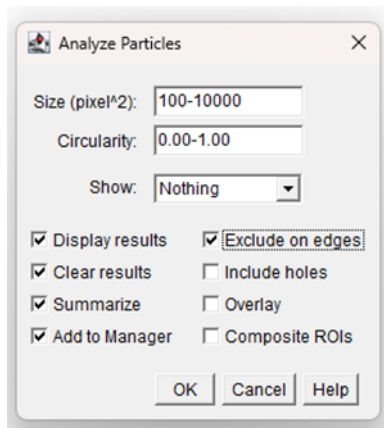 Analyze Particles
Size (pixel^2): 100-10000
Circularity: 0.00-1.00
Show: Nothing
Display results Exclude on edges
Clear results Include holes
Summarize Overlay
Add to Manager Composite ROIs
OK Cancel Help